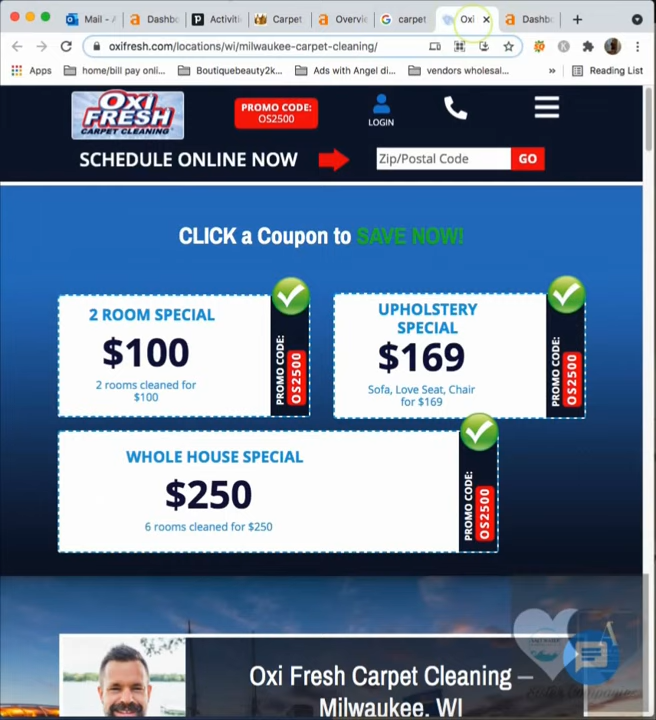 Mail - A
Dashbo
Activiti
Carpet
Overvie
carpet
Oxi
Dashbo
oxifresh.com/locations/wi/milwaukee-carpet-cleaning/
Apps
home/bill pay onli...
Boutiquebeauty2k...
Ads with Angel di...
vendors wholesal...
»
Reading List
OXI FRESH
CARPET CLEANING
PROMO CODE:
OS2500
LOGIN
SCHEDULE ONLINE NOW
Zip/Postal Code
GO
CLICK a Coupon to SAVE NOW!
2 ROOM SPECIAL
$100
2 rooms cleaned for
$100
PROMO CODE:
OS2500
UPHOLSTERY
SPECIAL
$169
Sofa, Love Seat, Chair
for $169
PROMO CODE:
OS2500
WHOLE HOUSE SPECIAL
$250
6 rooms cleaned for $250
PROMO CODE:
OS2500
Oxi Fresh Carpet Cleaning –
Milwaukee, WI